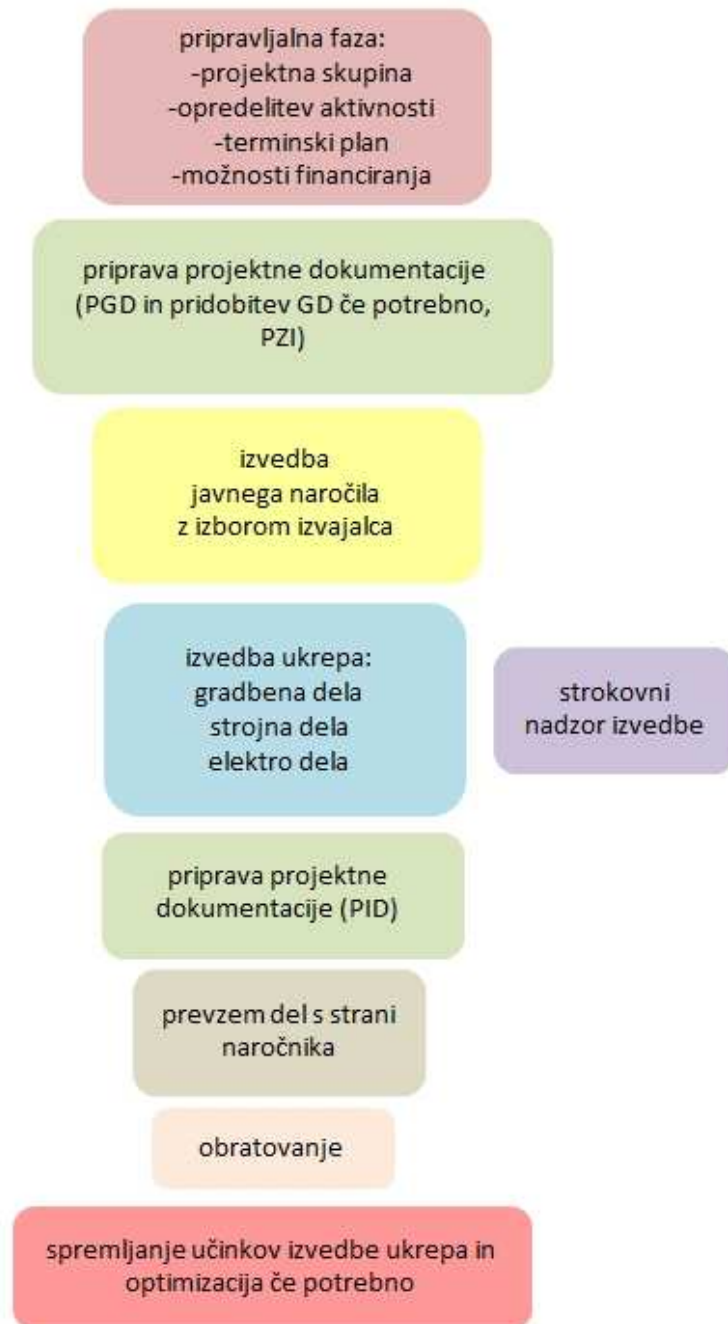 pripravljalna faza:
-projektna skupina
-opredelitev aktivnosti
-terminski plan
-možnosti financiranja
priprava projektne dokumentacije
(PGD in pridobitev GD če potrebno,
PZI)
izvedba
javnega naročila
z izborom izvajalca
izvedba ukrepa:
gradbena dela
strojna dela
elektro dela
strokovni
nadzor izvedbe
priprava projektne
dokumentacije (PID)
prevzem del s strani
naročnika
obratovanje
spremljanje učinkov izvedbe ukrepa in
optimizacija če potrebno